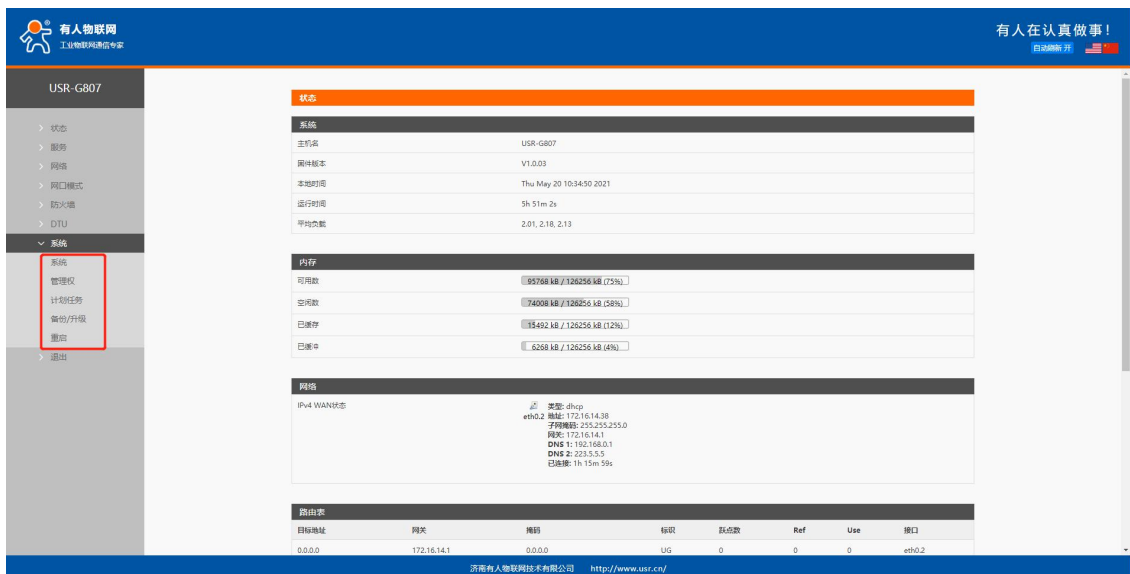 有人物联网
工业物联网通信专家
有人在认真做事!
自动刷新 开
USR-G807
状态
服务
网络
网口模式
防火墙
DTU
系统
系统
管理权
计划任务
备份/升级
重启
退出
状态
系统
主机名 USR-G807
固件版本 V1.0.03
本地时间 Thu May 20 10:34:50 2021
运行时间 5h 51m 2s
平均负载 2.01, 2.18, 2.13
内存
可用数 95768 kB / 126256 kB (75%)
空闲数 74008 kB / 126256 kB (58%)
已缓存 15492 kB / 126256 kB (12%)
已缓冲 6268 kB / 126256 kB (4%)
网络
IPv4 WAN状态
eth0.2
类型: dhcp
地址: 172.16.14.38
子网掩码: 255.255.255.0
网关: 172.16.14.1
DNS 1: 192.168.0.1
DNS 2: 223.5.5.5
已连接: 1h 15m 59s
路由表
目标地址 网关 掩码 标识 跃点数 Ref Use 接口
0.0.0.0 172.16.14.1 0.0.0.0 UG 0 0 0 eth0.2
济南有人物联网技术有限公司 http://www.usr.cn/